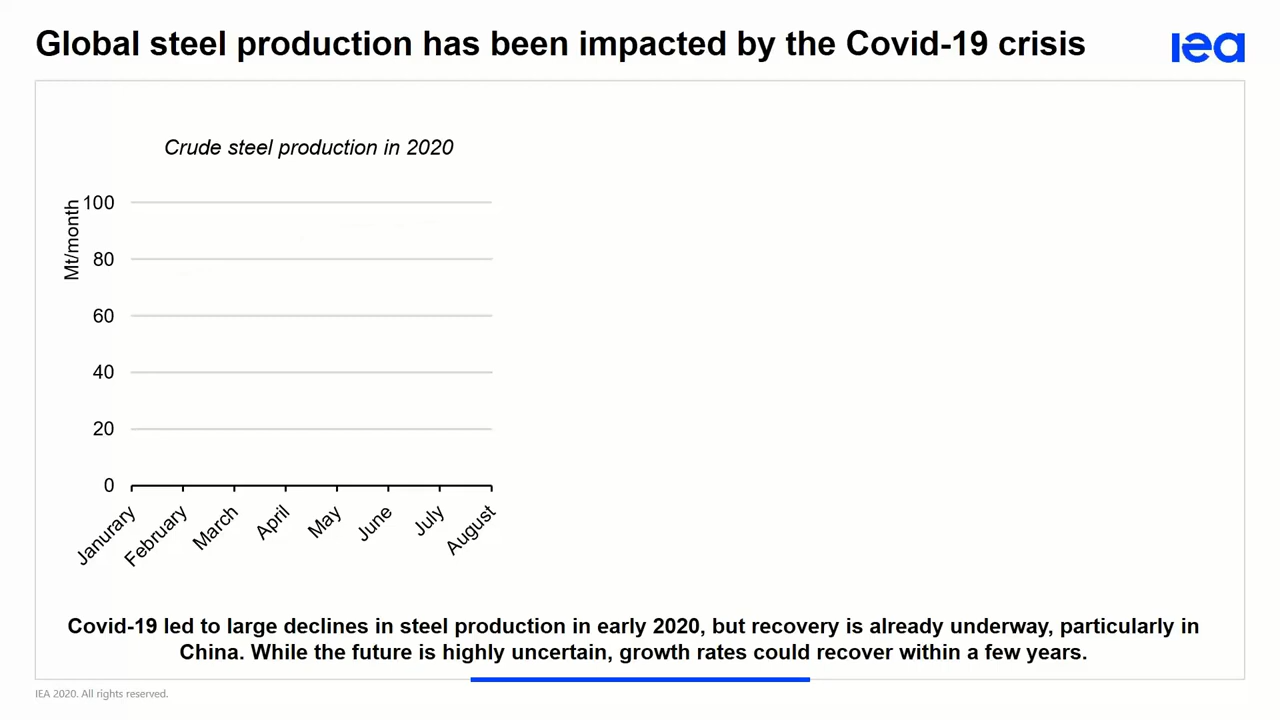 Global steel production has been impacted by the Covid-19 crisis
iea
Crude steel production in 2020
Mt/month
100
80
60
40
20
0
Janurary
February
March
April
May
June
July
August
Covid-19 led to large declines in steel production in early 2020, but recovery is already underway, particularly in
China. While the future is highly uncertain, growth rates could recover within a few years.
IEA 2020. All rights reserved.